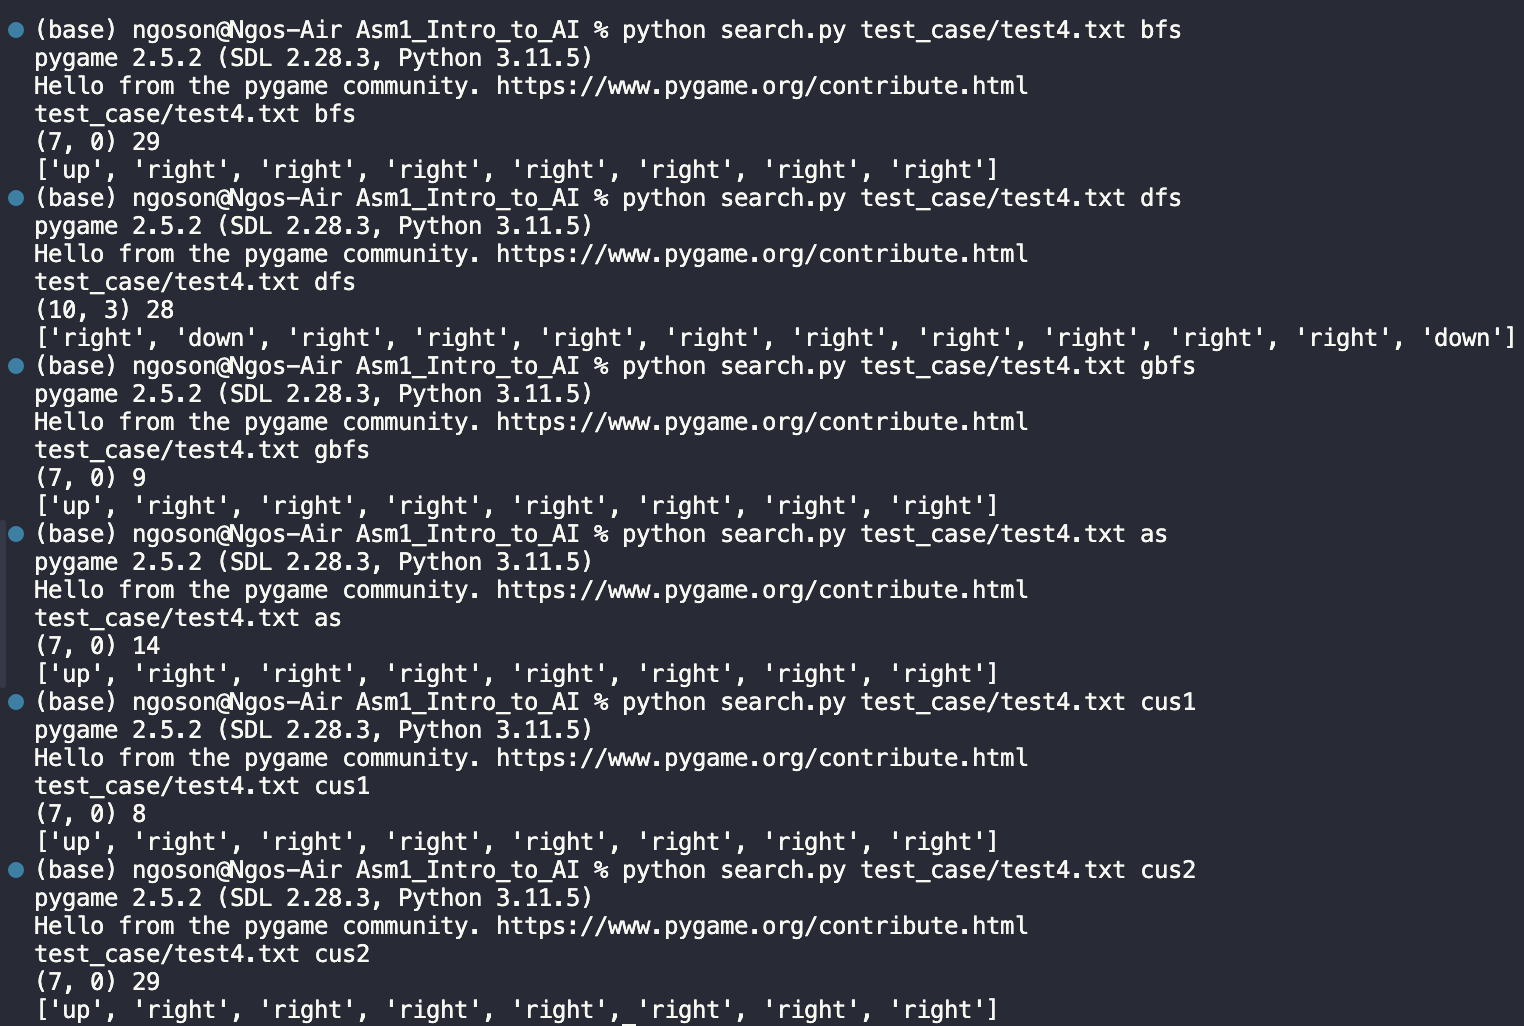 (base) ngoson@Ngos-Air Asm1_Intro_to_AI % python search.py test_case/test4.txt bfs
pygame 2.5.2 (SDL 2.28.3, Python 3.11.5)
Hello from the pygame community. https://www.pygame.org/contribute.html
test_case/test4.txt bfs
(7, 0) 29
['up', 'right', 'right', 'right', 'right', 'right', 'right', 'right']
(base) ngoson@Ngos-Air Asm1_Intro_to_AI % python search.py test_case/test4.txt dfs
pygame 2.5.2 (SDL 2.28.3, Python 3.11.5)
Hello from the pygame community. https://www.pygame.org/contribute.html
test_case/test4.txt dfs
(10, 3) 28
['right', 'down', 'right', 'right', 'right', 'right', 'right', 'right', 'right', 'right', 'right', 'down']
(base) ngoson@Ngos-Air Asm1_Intro_to_AI % python search.py test_case/test4.txt gbfs
pygame 2.5.2 (SDL 2.28.3, Python 3.11.5)
Hello from the pygame community. https://www.pygame.org/contribute.html
test_case/test4.txt gbfs
(7, 0) 9
['up', 'right', 'right', 'right', 'right', 'right', 'right', 'right']
(base) ngoson@Ngos-Air Asm1_Intro_to_AI % python search.py test_case/test4.txt as
pygame 2.5.2 (SDL 2.28.3, Python 3.11.5)
Hello from the pygame community. https://www.pygame.org/contribute.html
test_case/test4.txt as
(7, 0) 14
['up', 'right', 'right', 'right', 'right', 'right', 'right', 'right']
(base) ngoson@Ngos-Air Asm1_Intro_to_AI % python search.py test_case/test4.txt cus1
pygame 2.5.2 (SDL 2.28.3, Python 3.11.5)
Hello from the pygame community. https://www.pygame.org/contribute.html
test_case/test4.txt cus1
(7, 0) 8
['up', 'right', 'right', 'right', 'right', 'right', 'right', 'right']
(base) ngoson@Ngos-Air Asm1_Intro_to_AI % python search.py test_case/test4.txt cus2
pygame 2.5.2 (SDL 2.28.3, Python 3.11.5)
Hello from the pygame community. https://www.pygame.org/contribute.html
test_case/test4.txt cus2
(7, 0) 29
['up', 'right', 'right', 'right', 'right', 'right', 'right', 'right']